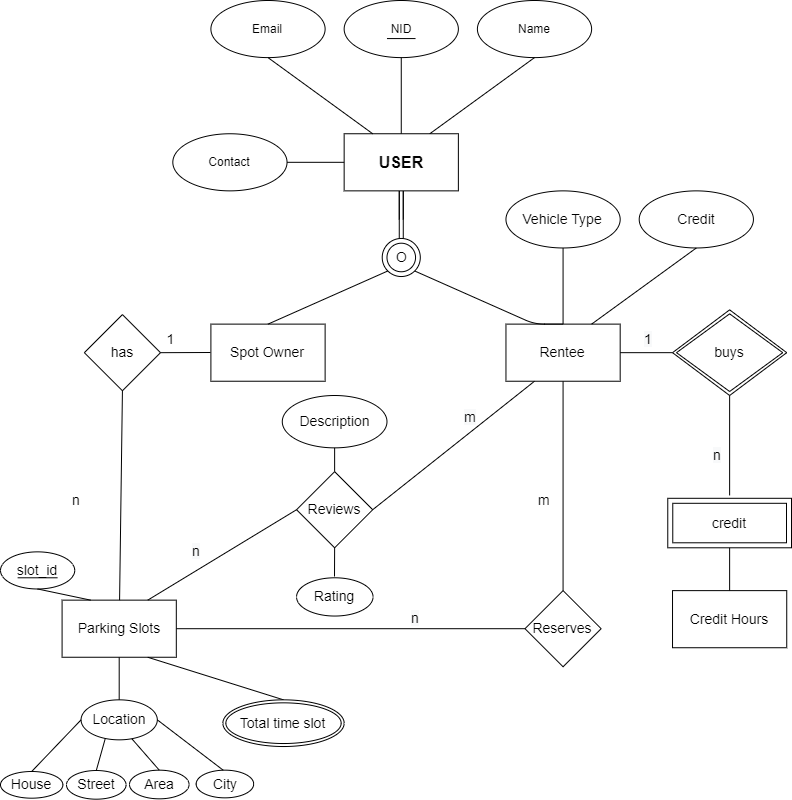 Email
NID
Name
Contact
USER
Vehicle Type
Credit
O
has
1
Spot Owner
Rentee
1
buys
Description
m
n
n
m
Reviews
credit
n
slot_id
Rating
n
Parking Slots
Reserves
Credit Hours
Location
Total time slot
House
Street
Area
City